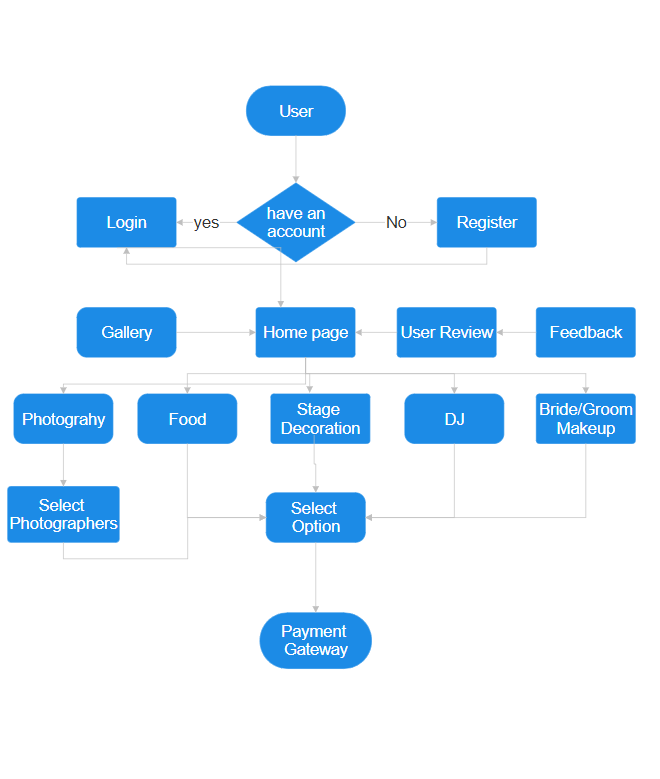 User
have an
account
Login
yes
No
Register
Gallery
Home page
User Review
Feedback
Photograhy
Food
Stage
Decoration
DJ
Bride/Groom
Makeup
Select
Photographers
Select
Option
Payment
Gateway